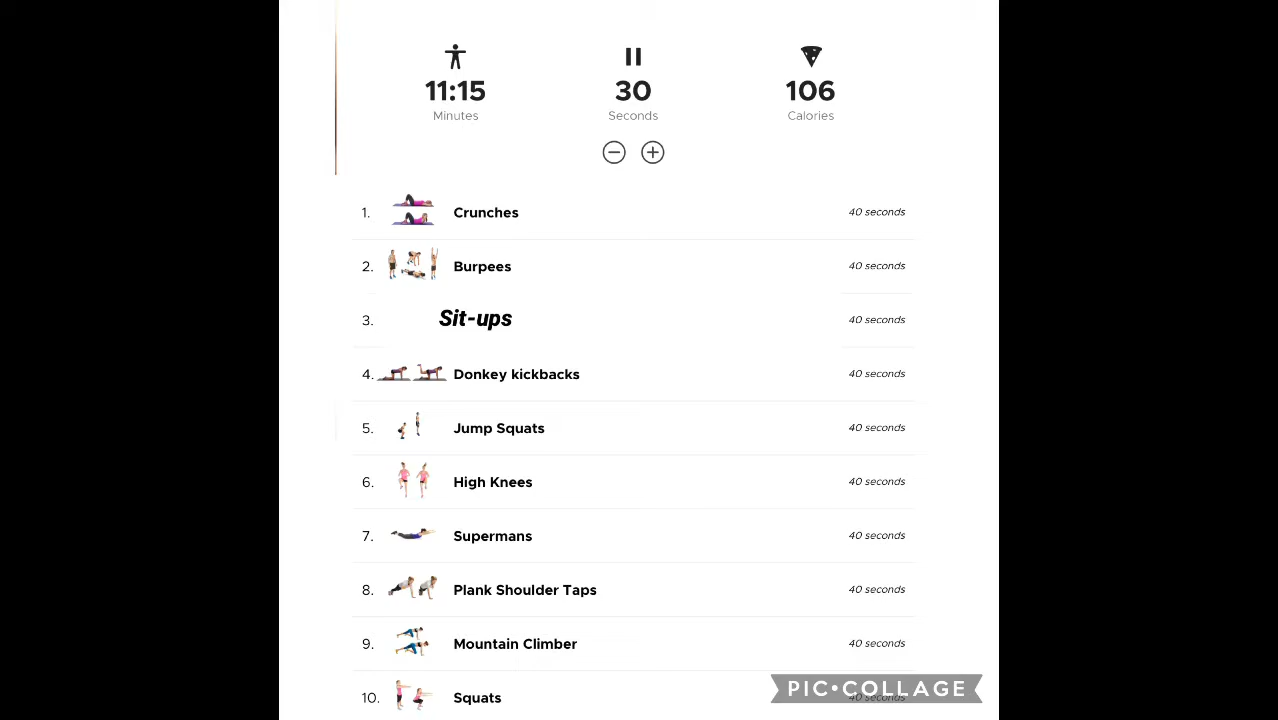 11:15 30 106
Minutes Seconds Calories
1. Crunches 40 seconds
2. Burpees 40 seconds
3. Sit-ups 40 seconds
4. Donkey kickbacks 40 seconds
5. Jump Squats 40 seconds
6. High Knees 40 seconds
7. Supermans 40 seconds
8. Plank Shoulder Taps 40 seconds
9. Mountain Climber 40 seconds
10. Squats 40 seconds
PIC•COLLAGE